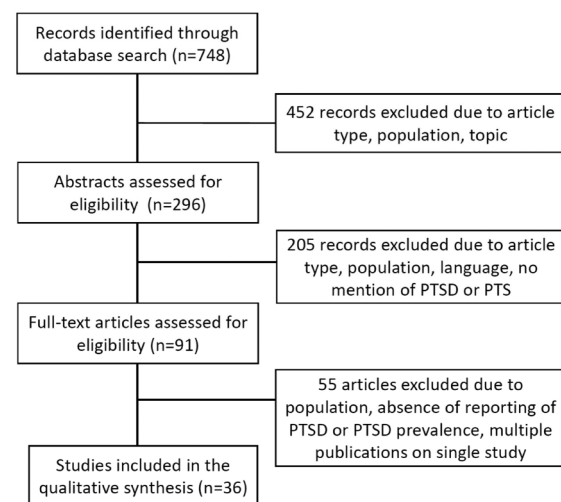 Records identified through
database search (n=748)
452 records excluded due to article
type, population, topic
Abstracts assessed for
eligibility (n=296)
205 records excluded due to article
type, population, language, no
mention of PTSD or PTS
Full-text articles assessed for
eligibility (n=91)
55 articles excluded due to
population, absence of reporting of
PTSD or PTSD prevalence, multiple
publications on single study
Studies included in the
qualitative synthesis (n=36)